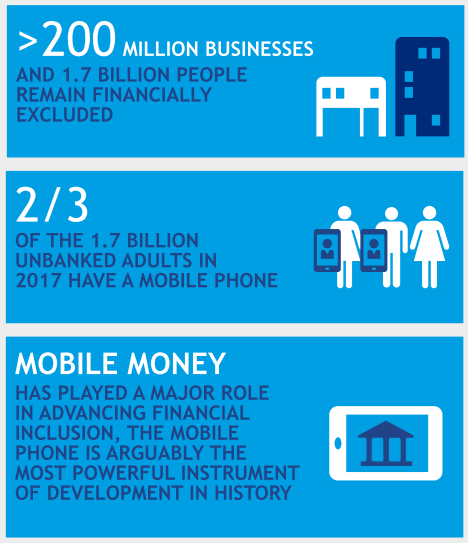 >200 MILLION BUSINESSES
AND 1.7 BILLION PEOPLE
REMAIN FINANCIALLY
EXCLUDED
2/3
OF THE 1.7 BILLION
UNBANKED ADULTS IN
2017 HAVE A MOBILE PHONE
MOBILE MONEY
HAS PLAYED A MAJOR ROLE
IN ADVANCING FINANCIAL
INCLUSION, THE MOBILE
PHONE IS ARGUABLY THE
MOST POWERFUL INSTRUMENT
OF DEVELOPMENT IN HISTORY